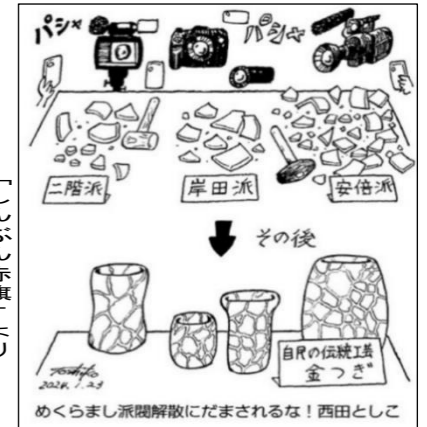 パシャ
パシャ
二階派
岸田派
安倍派
その後
自民の伝統工芸
金つぎ
2024.1.23
めくらまし派閥解散にだまされるな!西田としこ
「しんぶん赤旗」より